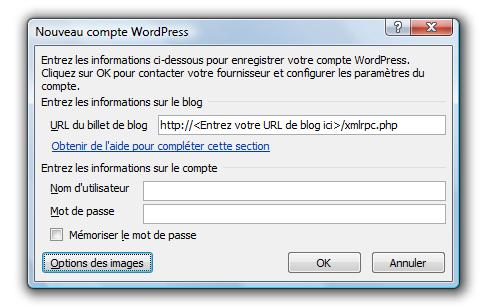 Nouveau compte WordPress
Entrez les informations ci-dessous pour enregistrer votre compte WordPress.
Cliquez sur OK pour contacter votre fournisseur et configurer les paramètres du
compte.
Entrez les informations sur le blog
URL du billet de blog http://<Entrez votre URL de blog ici>/xmlrpc.php
Obtenir de l'aide pour compléter cette section
Entrez les informations sur le compte
Nom d'utilisateur
Mot de passe
Mémoriser le mot de passe
Options des images OK Annuler